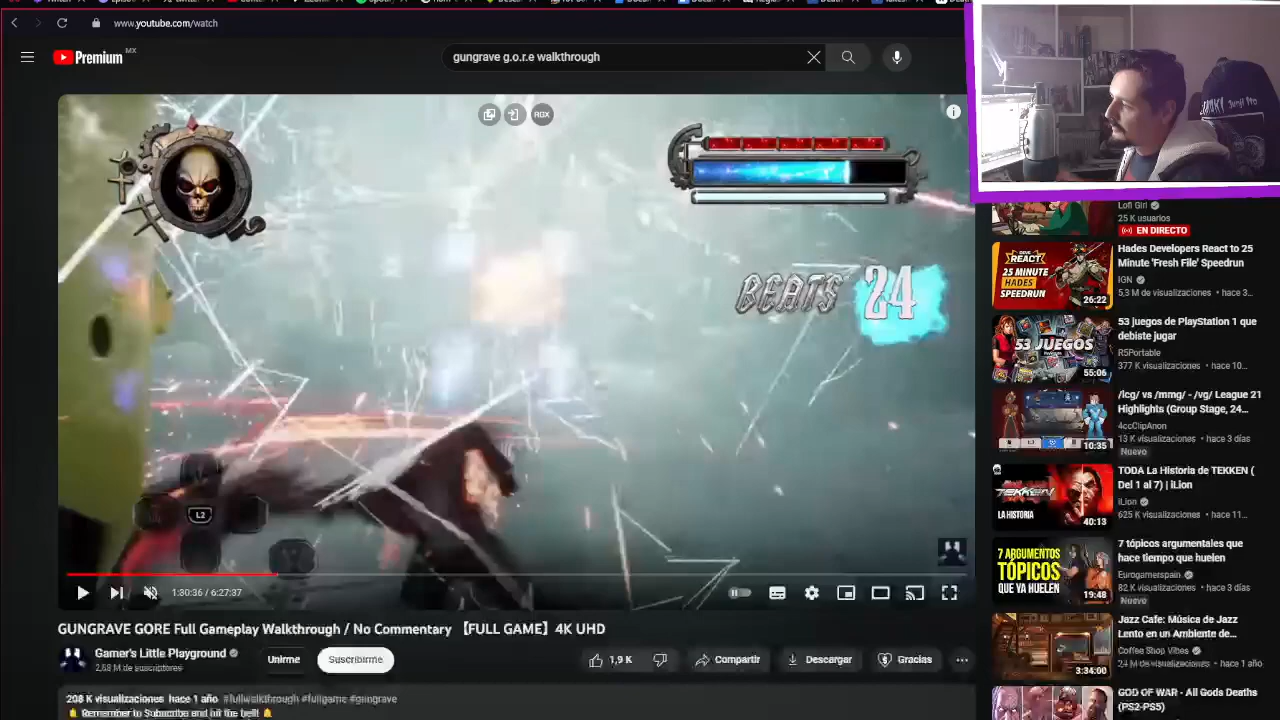 www.youtube.com/watch
Premium MX
gungrave g.o.r.e walkthrough
RGX
BEATS 24
L2
1:30:36 / 6:27:37
GUNGRAVE GORE Full Gameplay Walkthrough / No Commentary 【FULL GAME】 4K UHD
Gamer's Little Playground
2,68 M de suscriptores
Unirme
Suscribirme
1,9 K
Compartir
Descargar
Gracias
208 K visualizaciones hace 1 año #fullwalkthrough #fullgame #gungrave
Remember to Subscribe and hit the bell!
Lofi Girl
25 K usuarios
EN DIRECTO
25 MINUTE HADES SPEEDRUN
26:22
Hades Developers React to 25
Minute 'Fresh File' Speedrun
IGN
5,3 M de visualizaciones • hace 3...
53 JUEGOS
55:06
53 juegos de PlayStation 1 que
debiste jugar
R5Portable
377 K visualizaciones • hace 10...
10:35
/lcg/ vs /mmg/ - /vg/ League 21
Highlights (Group Stage, 24...
4ccClipAnon
13 K visualizaciones • hace 3 días
Nuevo
TEKKEN
LA HISTORIA
40:13
TODA La Historia de TEKKEN (
Del 1 al 7) | iLion
iLion
625 K visualizaciones • hace 11...
7 ARGUMENTOS
TÓPICOS
QUE YA HUELEN
19:48
7 tópicos argumentales que
hace tiempo que huelen
Eurogamerspain
82 K visualizaciones • hace 3 días
Nuevo
3:34:00
Jazz Cafe: Música de Jazz
Lento en un Ambiente de...
Coffee Shop Vibes
24 M de visualizaciones • hace 1 año
GOD OF WAR - All Gods Deaths
(PS2-PS5)